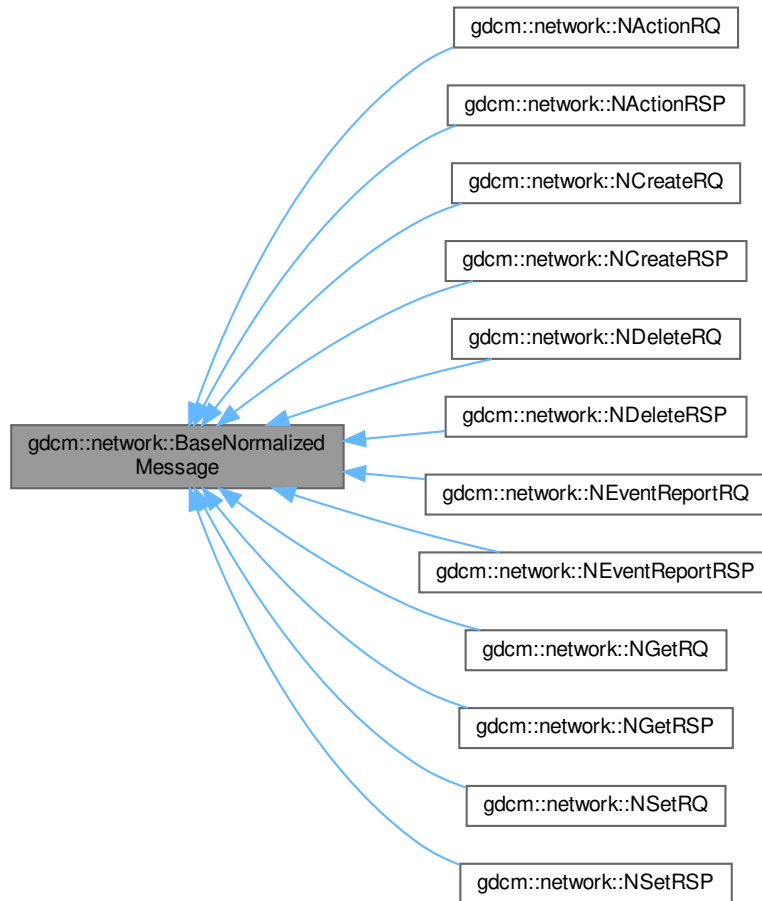 gdcm::network::NActionRQ
gdcm::network::NActionRSP
gdcm::network::NCreateRQ
gdcm::network::NCreateRSP
gdcm::network::NDeleteRQ
gdcm::network::NDeleteRSP
gdcm::network::BaseNormalized
Message
gdcm::network::NEventReportRQ
gdcm::network::NEventReportRSP
gdcm::network::NGetRQ
gdcm::network::NGetRSP
gdcm::network::NSetRQ
gdcm::network::NSetRSP